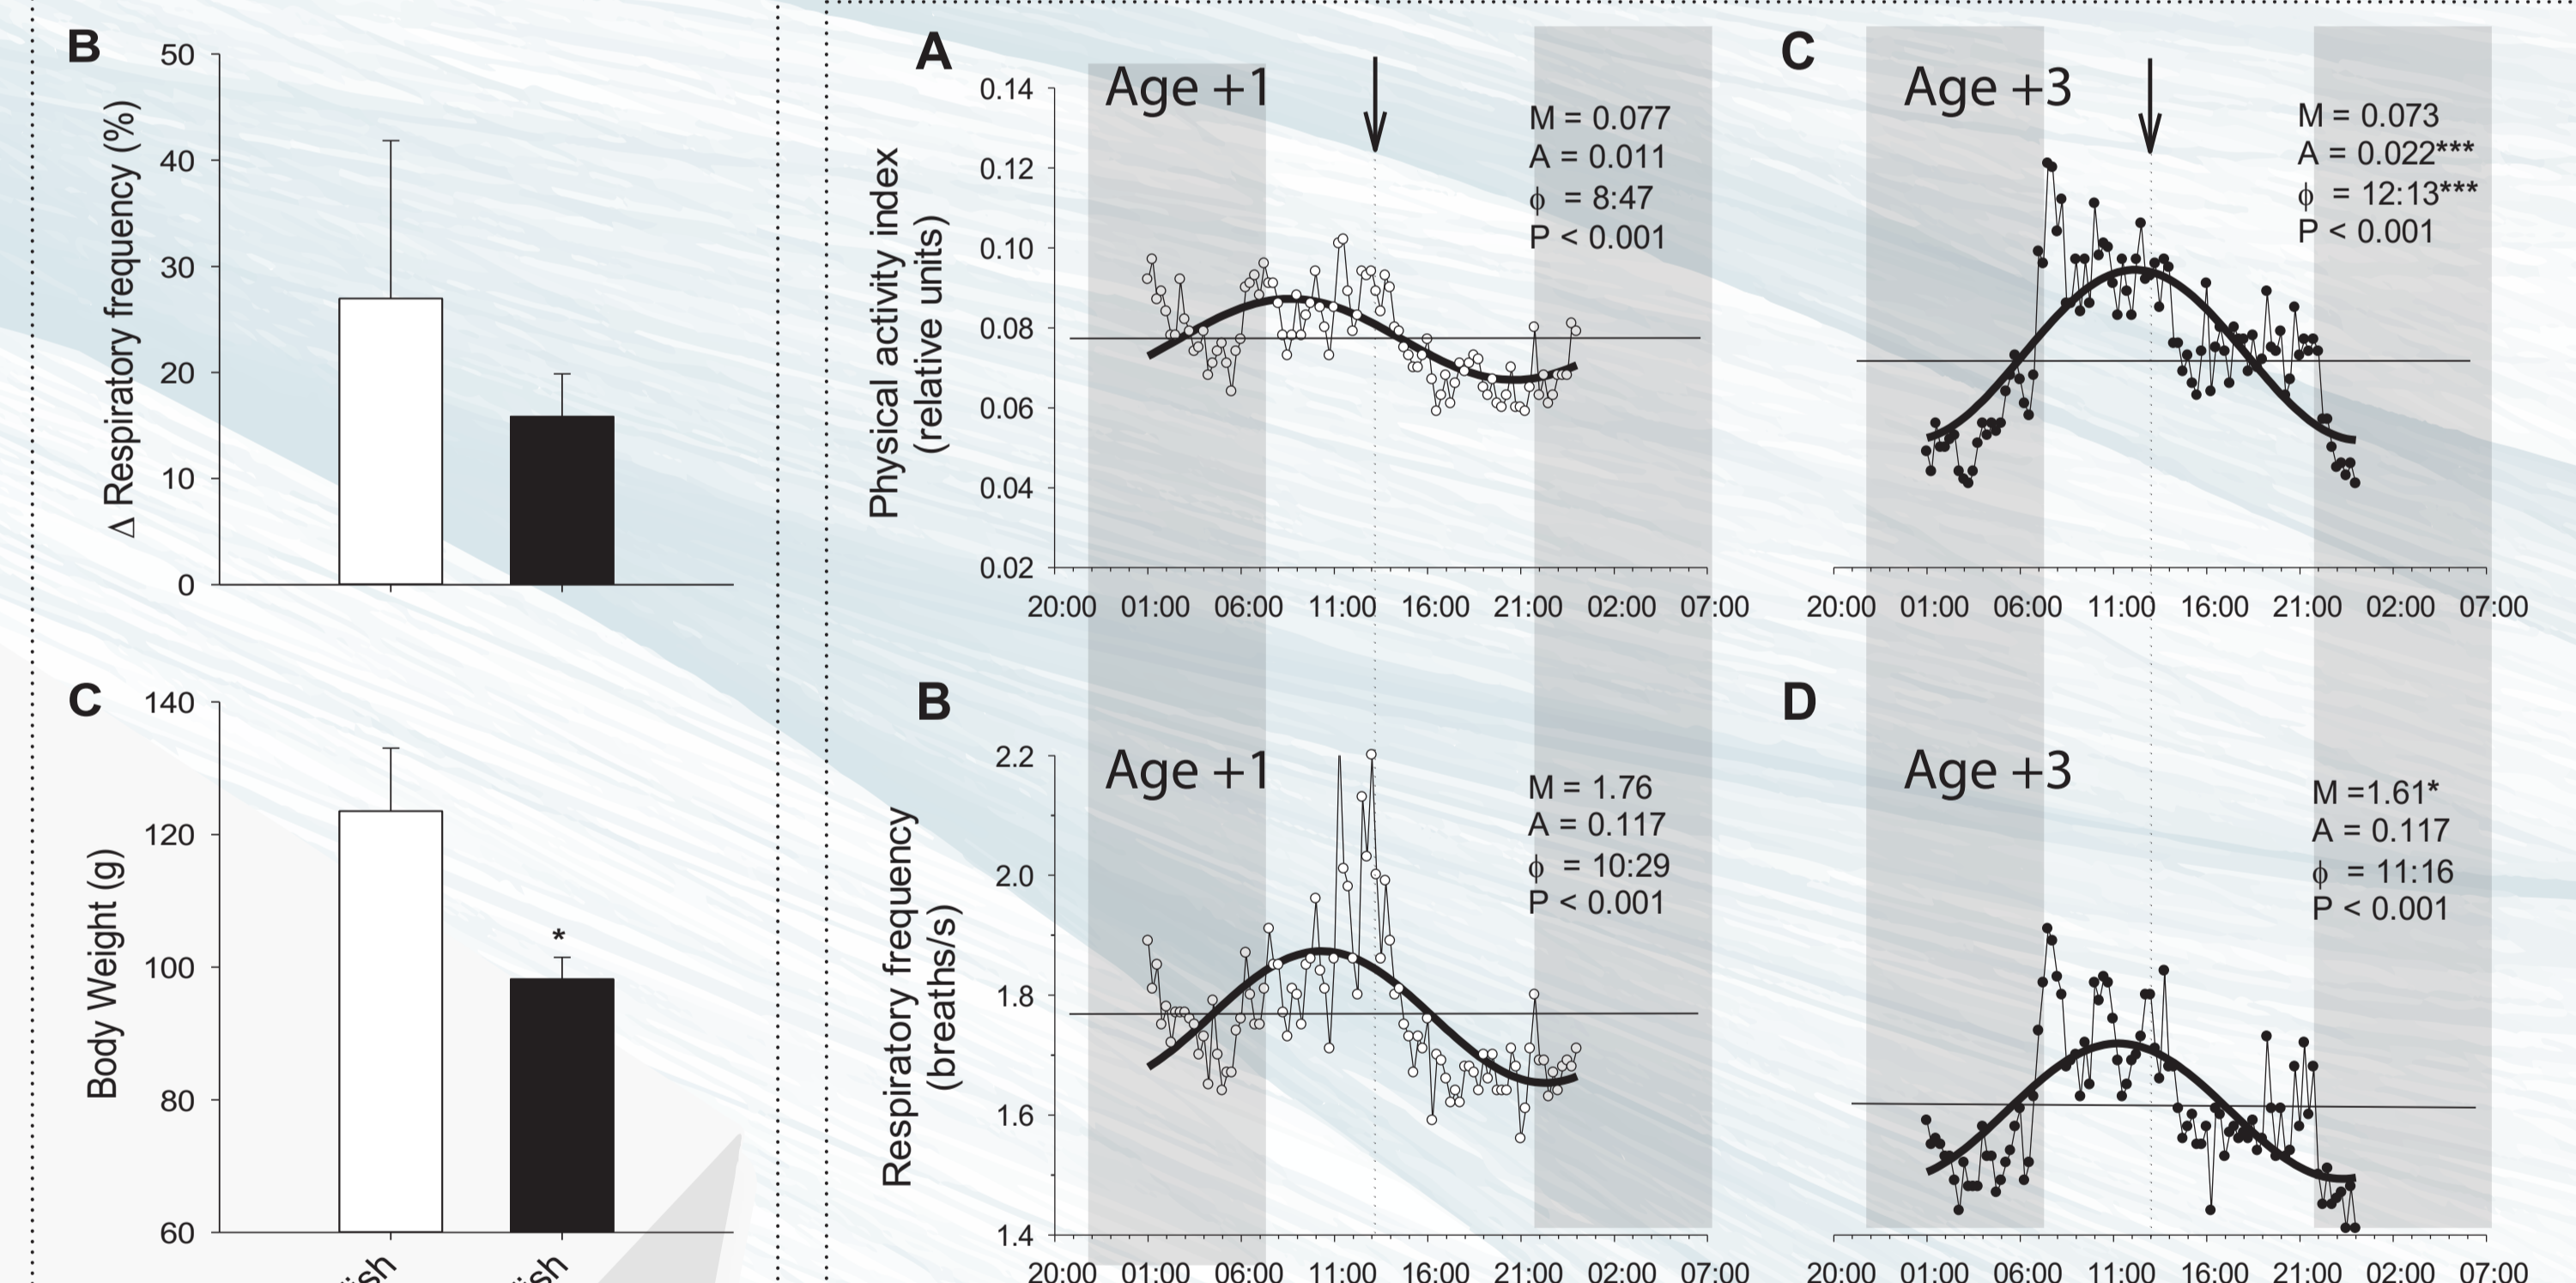 B
Δ Respiratory frequency (%)
50
40
30
20
10
0
C
Body Weight (g)
140
120
100
80
60
*
A
Age +1
Physical activity index
(relative units)
0.14
0.12
0.10
0.08
0.06
0.04
0.02
M = 0.077
A = 0.011
ϕ = 8:47
P < 0.001
20:00 01:00 06:00 11:00 16:00 21:00 02:00 07:00
C
Age +3
M = 0.073
A = 0.022***
ϕ = 12:13***
P < 0.001
20:00 01:00 06:00 11:00 16:00 21:00 02:00 07:00
B
Age +1
Respiratory frequency
(breaths/s)
2.2
2.0
1.8
1.6
1.4
M = 1.76
A = 0.117
ϕ = 10:29
P < 0.001
20:00 01:00 06:00 11:00 16:00 21:00 02:00 07:00
D
Age +3
M =1.61*
A = 0.117
ϕ = 11:16
P < 0.001
20:00 01:00 06:00 11:00 16:00 21:00 02:00 07:00